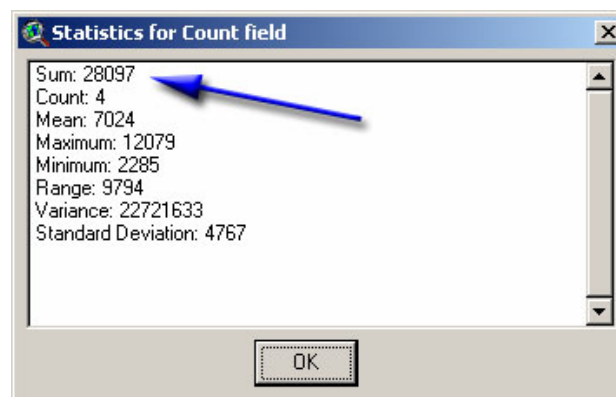 Statistics for Count field
Sum: 28097
Count: 4
Mean: 7024
Maximum: 12079
Minimum: 2285
Range: 9794
Variance: 22721633
Standard Deviation: 4767
OK